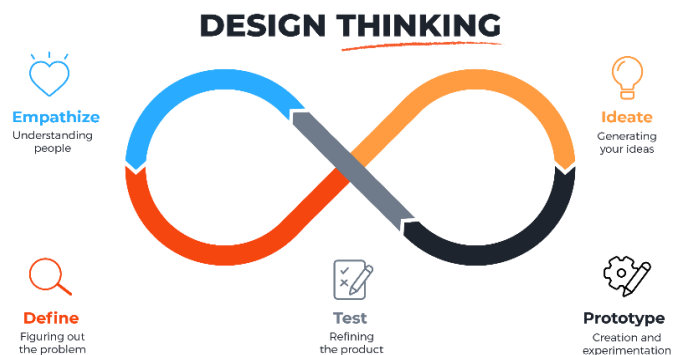 DESIGN THINKING
Empathize
Understanding
people
Ideate
Generating
your ideas
Define
Figuring out
the problem
Test
Refining
the product
Prototype
Creation and
experimentation